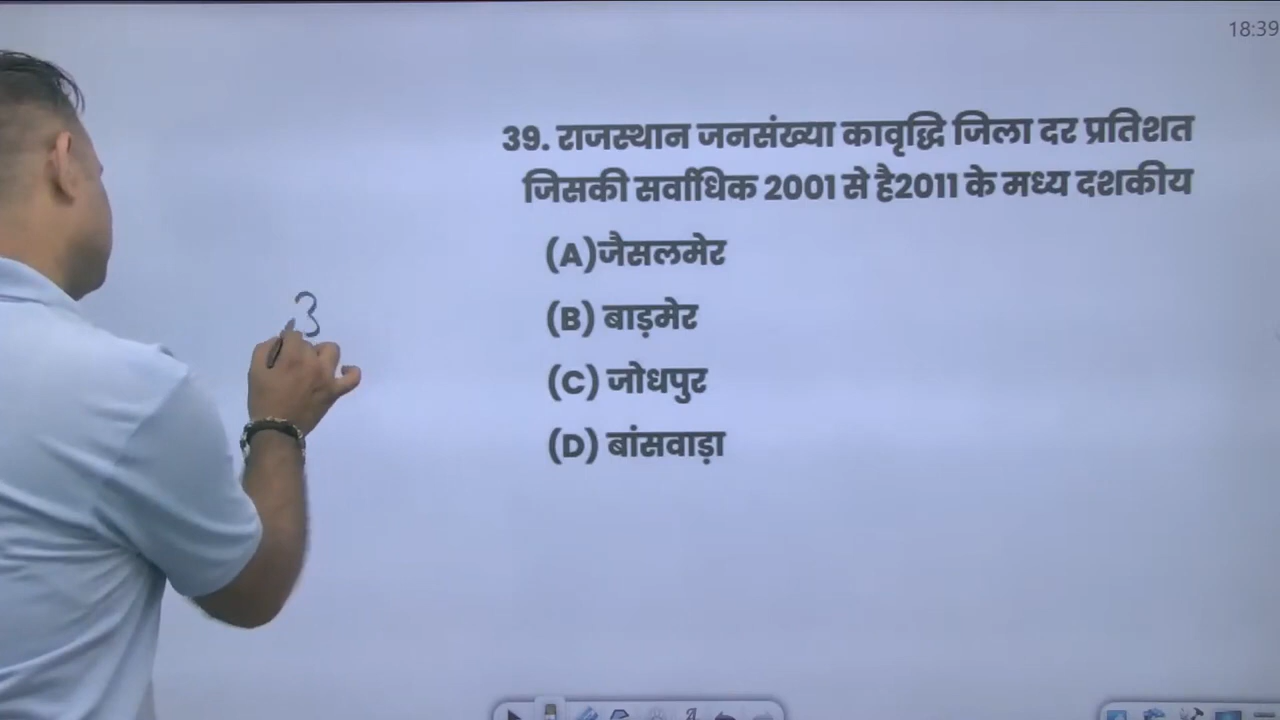 18:39
39. राजस्थान जनसंख्या कावृद्धि जिला दर प्रतिशत
जिसकी सर्वाधिक 2001 से है2011 के मध्य दशकीय
(A)जैसलमेर
(B) बाड़मेर
(C) जोधपुर
(D) बांसवाड़ा
3